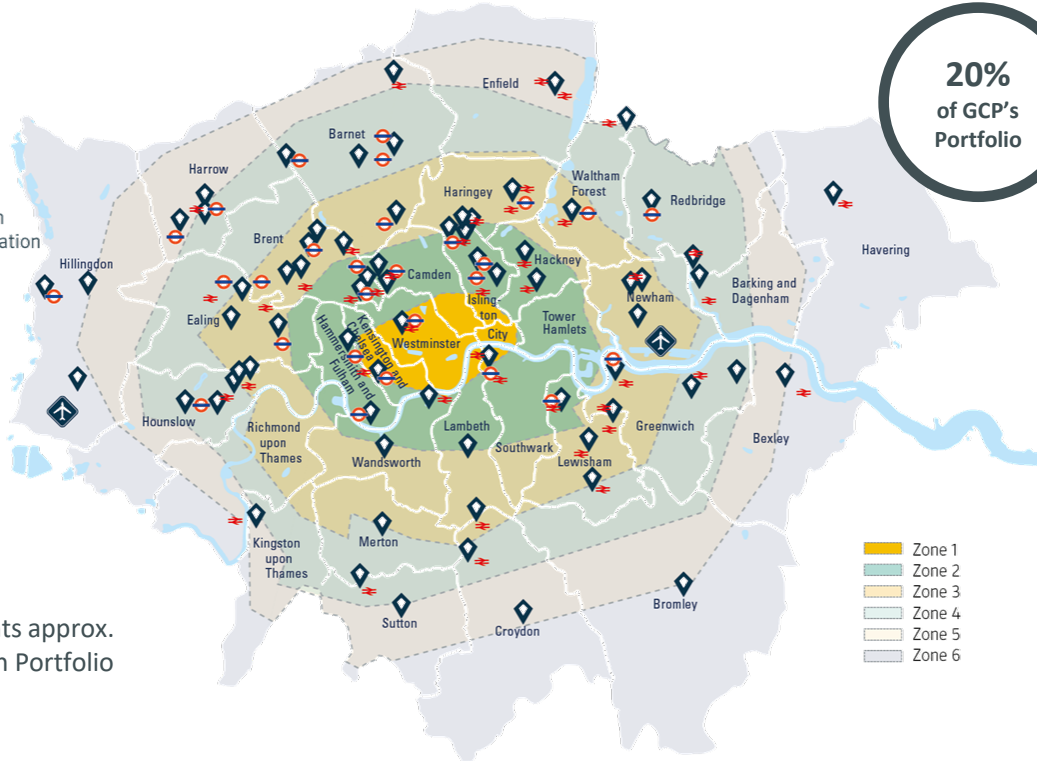 20%
of GCP's
Portfolio
Enfield
Barnet
Harrow
Waltham
Forest
Haringey
Redbridge
Havering
Brent
Hackney
Hillingdon
Camden
Barking and
Dagenham
Newham
Isling-
ton
Ealing
Tower
Hamlets
City
Westminster
Kensington and
Chelsea
Hammersmith and
Fulham
Hounslow
Richmond
upon
Thames
Lambeth
Greenwich
Bexley
Southwark
Wandsworth
Lewisham
Merton
Kingston
upon
Thames
Sutton
Croydon
Bromley
Zone 1
Zone 2
Zone 3
Zone 4
Zone 5
Zone 6
approx.
Portfolio